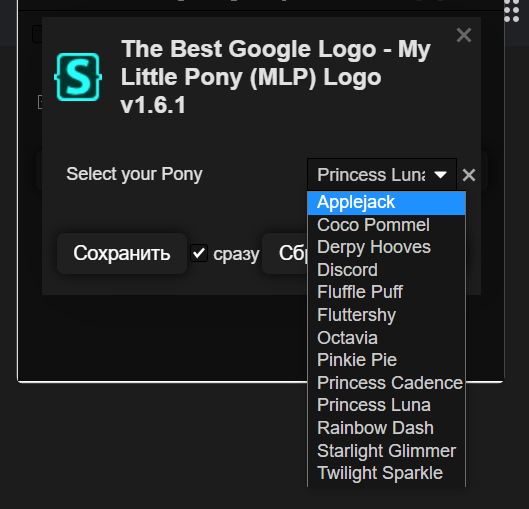 The Best Google Logo - My
Little Pony (MLP) Logo
v1.6.1
Select your Pony
Princess Luna
Applejack
Coco Pommel
Derpy Hooves
Discord
Fluffle Puff
Fluttershy
Octavia
Pinkie Pie
Princess Cadence
Princess Luna
Rainbow Dash
Starlight Glimmer
Twilight Sparkle
Сохранить
сразу